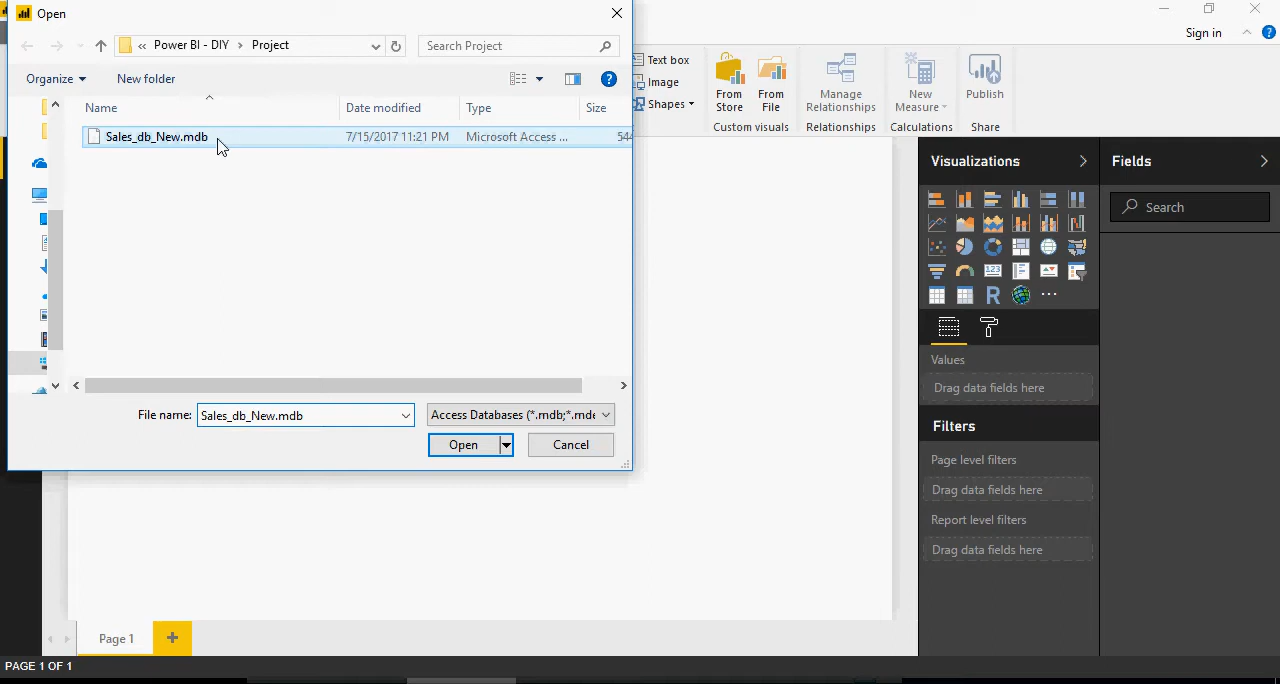 Open
« Power BI - DIY > Project
Search Project
Organize
New folder
Name
Date modified
Type
Size
Sales_db_New.mdb
7/15/2017 11:21 PM
Microsoft Access ...
File name:
Sales_db_New.mdb
Access Databases (*.mdb;*.mde
Open
Cancel
Sign in
Text box
Image
Shapes
From
Store
From
File
Custom visuals
Manage
Relationships
Relationships
New
Measure
Calculations
Publish
Share
Visualizations
Fields
Search
123
R
Values
Drag data fields here
Filters
Page level filters
Drag data fields here
Report level filters
Drag data fields here
Page 1
PAGE 1 OF 1